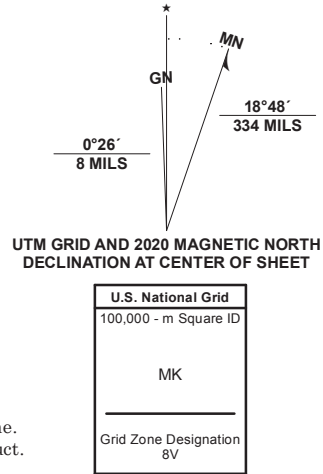 ★
MN
GN
18°48´
334 MILS
0°26´
8 MILS
UTM GRID AND 2020 MAGNETIC NORTH
DECLINATION AT CENTER OF SHEET
U.S. National Grid
100,000 - m Square ID
MK
Grid Zone Designation
8V